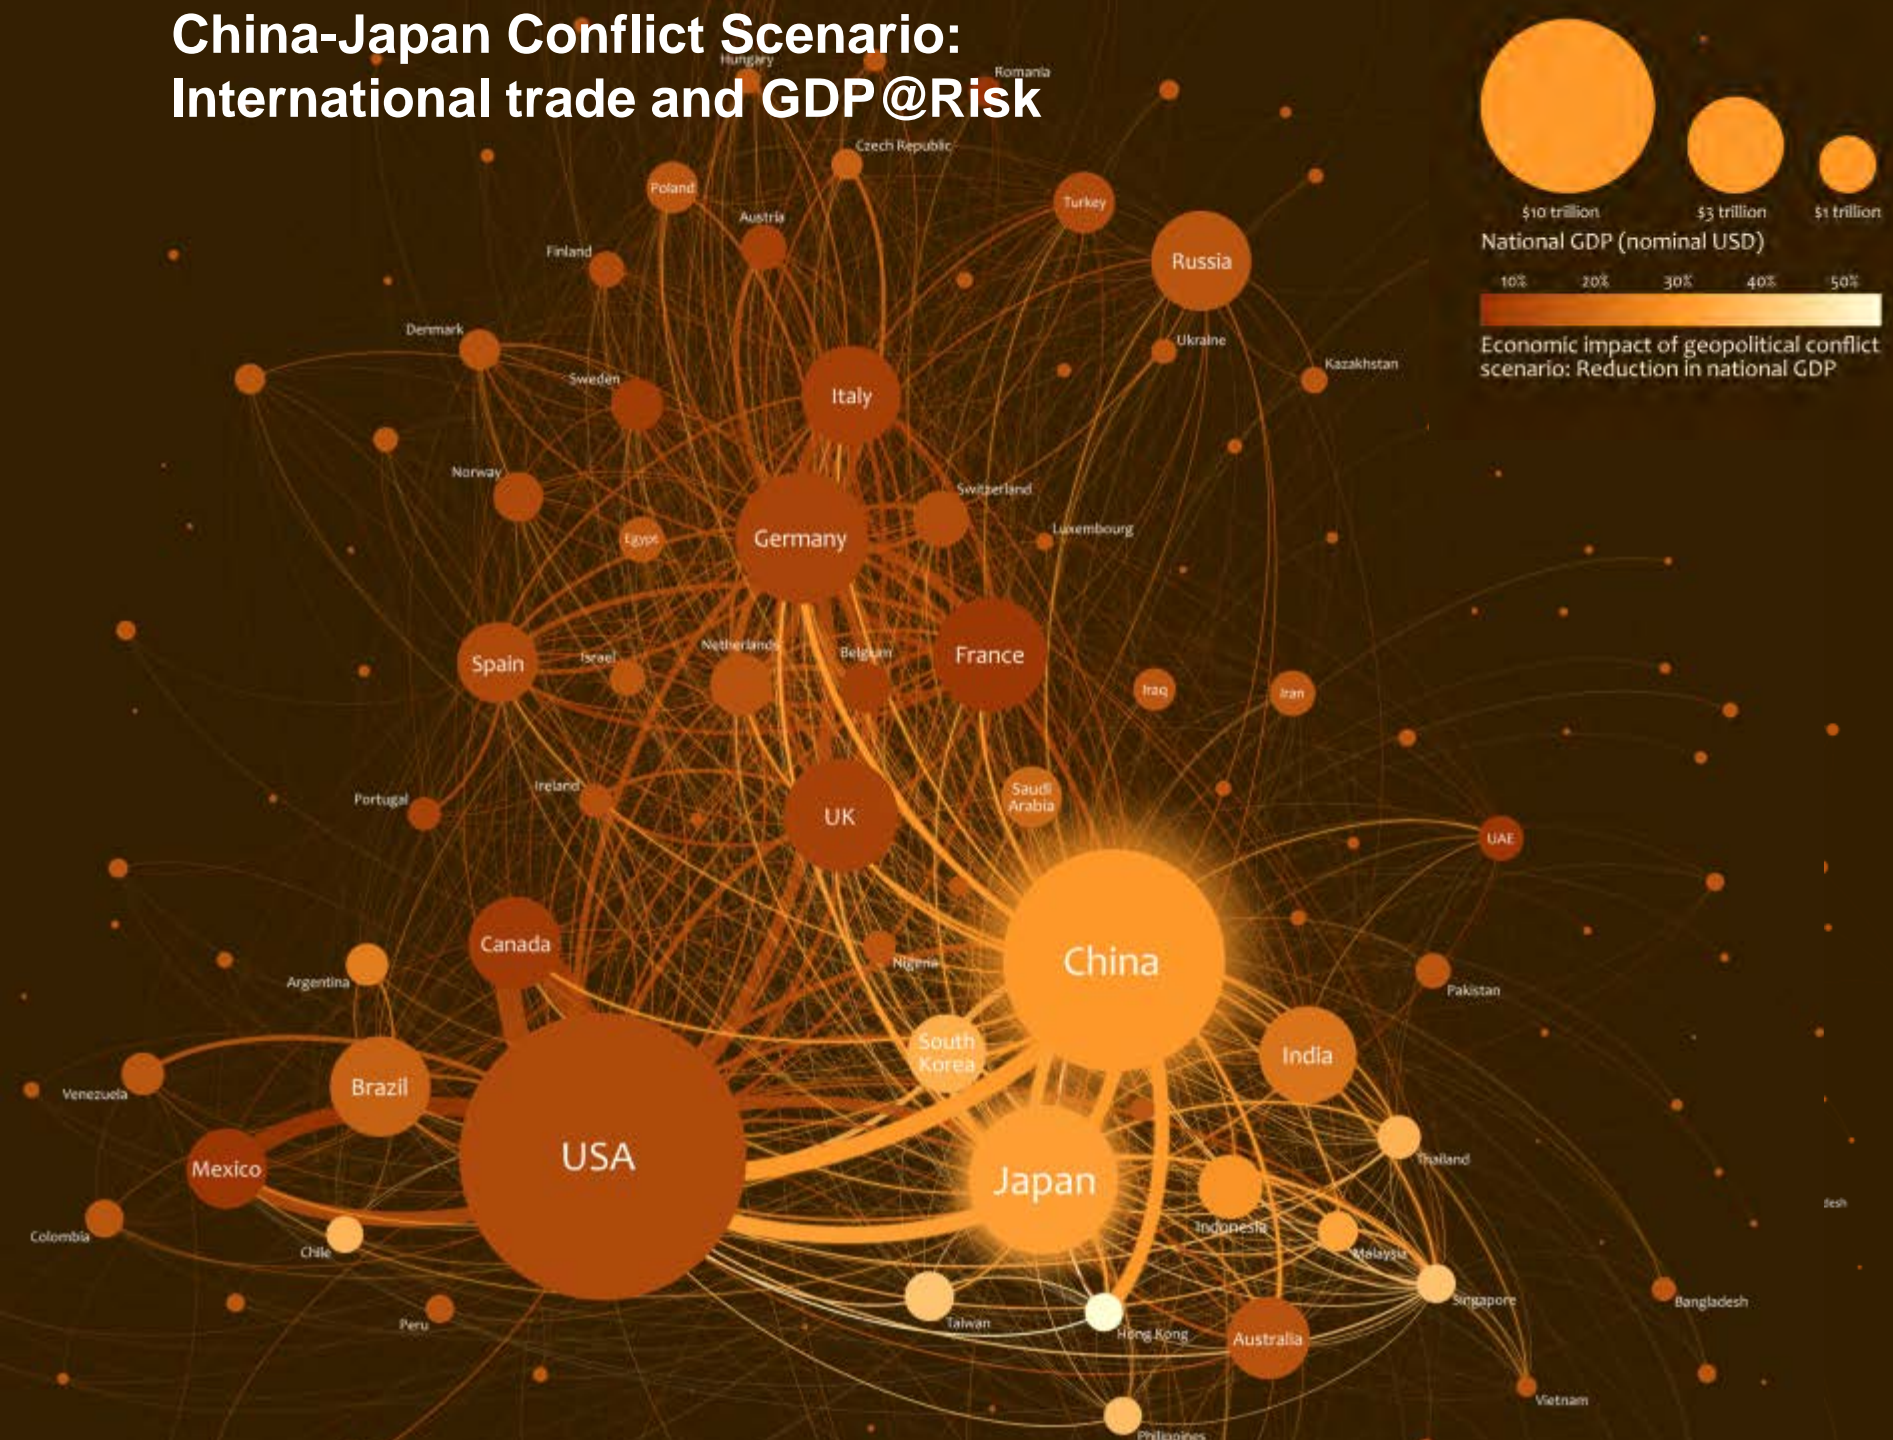 China-Japan Conflict Scenario:
International trade and GDP@Risk
Hungary
Romania
Czech Republic
Poland
Austria
Turkey
Finland
Russia
$10 trillion
$3 trillion
$1 trillion
National GDP (nominal USD)
10%
20%
30%
40%
50%
Economic impact of geopolitical conflict
scenario: Reduction in national GDP
Denmark
Ukraine
Kazakhstan
Sweden
Italy
Norway
Switzerland
Egypt
Germany
Luxembourg
Spain
Israel
Netherlands
Belgium
France
Iraq
Iran
Portugal
Ireland
UK
Saudi
Arabia
UAE
Canada
Argentina
Nigeria
China
Pakistan
Venezuela
Brazil
South
Korea
India
Mexico
USA
Japan
Thailand
Colombia
Chile
Indonesia
Malaysia
desh
Peru
Taiwan
Hong Kong
Australia
Singapore
Bangladesh
Vietnam
Philippines